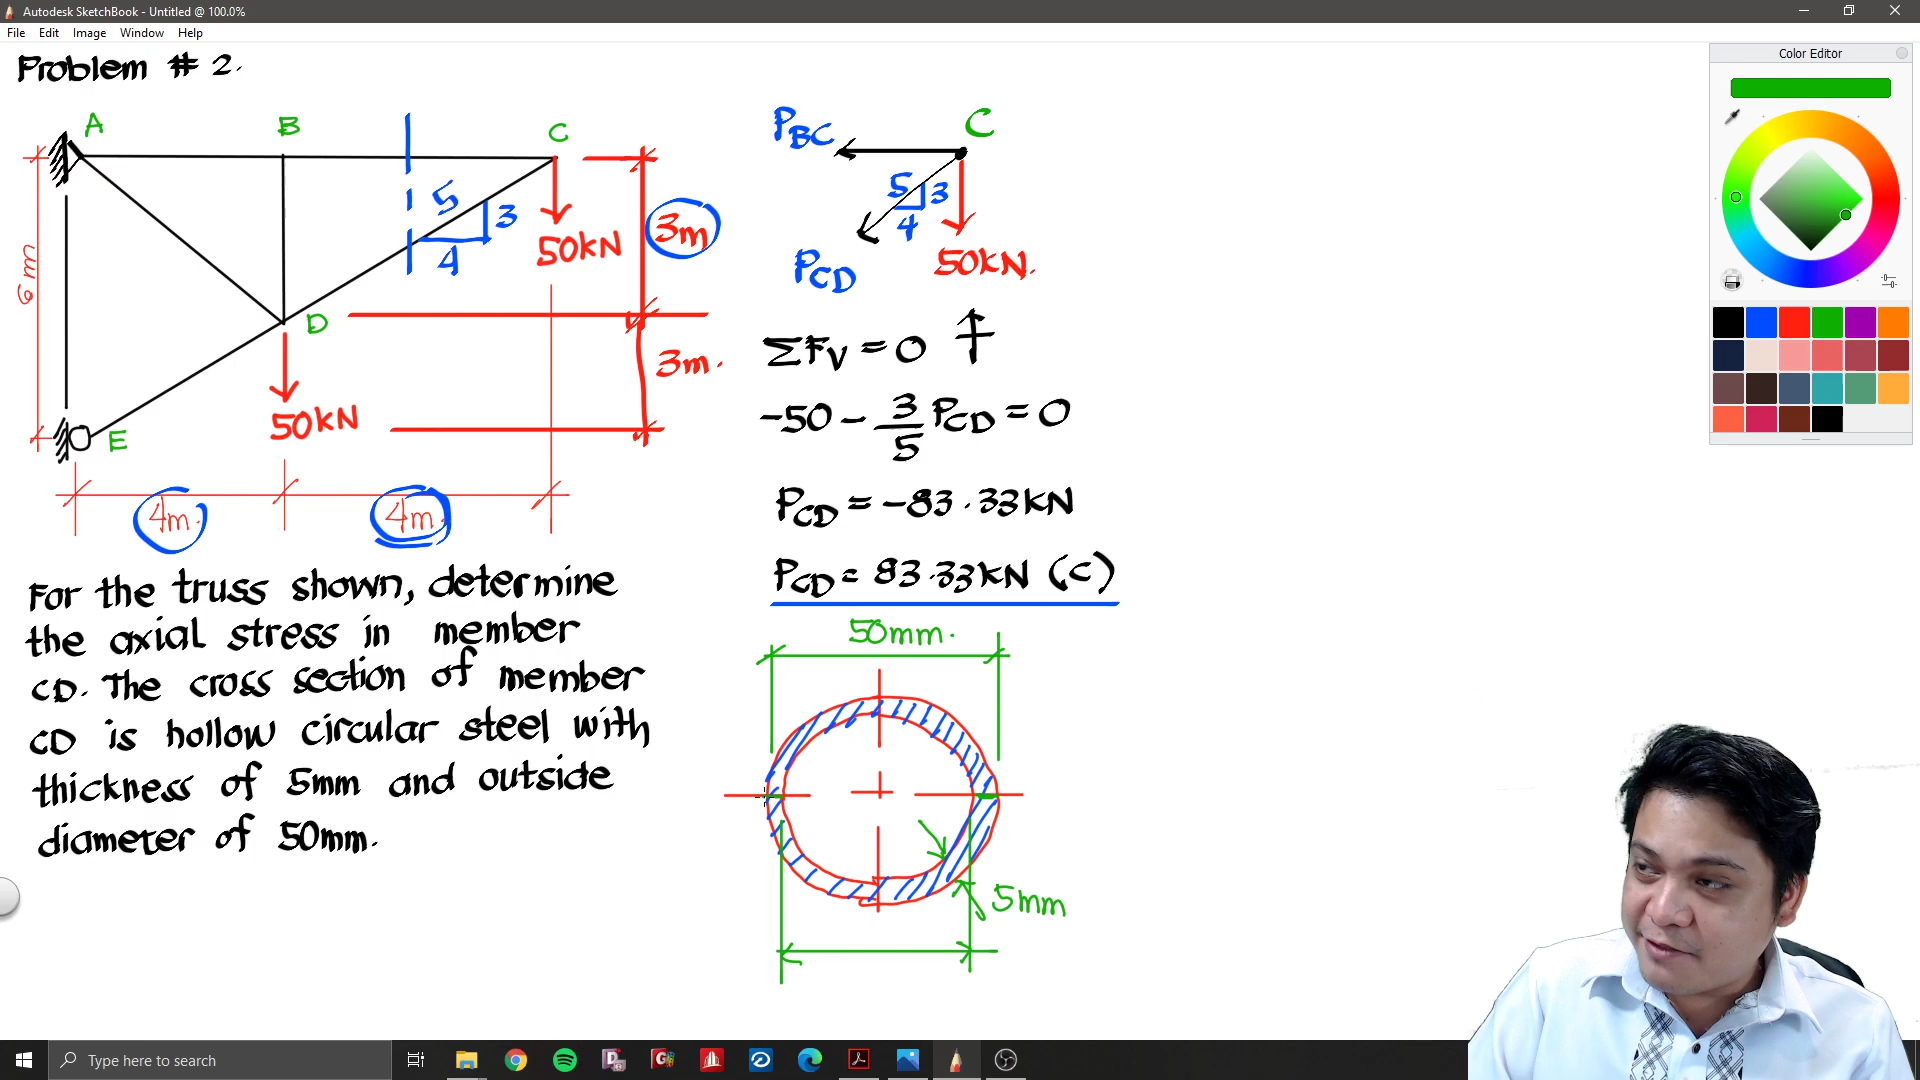 Autodesk SketchBook - Untitled @ 100.0%
File Edit Image Window Help
Problem # 2.
A
B
C
6m
5
3
4
50kN
3m
D
3m.
50kN
E
4m.
4m.
For the truss shown, determine
the axial stress in member
CD. The cross section of member
CD is hollow circular steel with
thickness of 5mm and outside
diameter of 50mm.
PBC
C
5
3
4
PCD
50kN.
ΣFV = 0
-50 - 3/5 PCD = 0
PCD = -83.33kN
PCD = 83.33kN (C)
50mm.
5mm
Color Editor
Type here to search